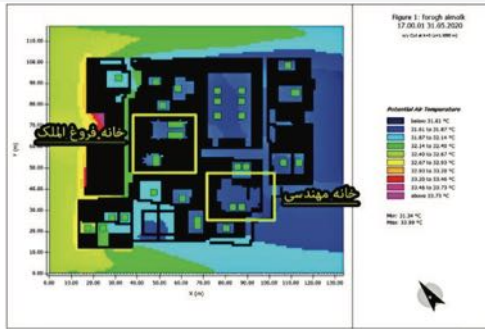 Figure 1: forogh almolk
17.00.01 31.05.2020
x/y Cut at k=5 (z=1.800 m)
Potential Air Temperature
below 31.61 °C
31.61 to 31.87 °C
31.87 to 32.14 °C
32.14 to 32.40 °C
32.40 to 32.67 °C
32.67 to 32.93 °C
32.93 to 33.20 °C
33.20 to 33.46 °C
33.46 to 33.73 °C
above 33.73 °C
Min: 31.34 °C
Max: 33.99 °C
خانه فروغ الملک
خانه مهندسی
Y (m)
110.00
100.00
90.00
80.00
70.00
60.00
50.00
40.00
30.00
20.00
10.00
0.00
0.00 10.00 20.00 30.00 40.00 50.00 60.00 70.00 80.00 90.00 100.00 110.00 120.00 130.00
X (m)
N